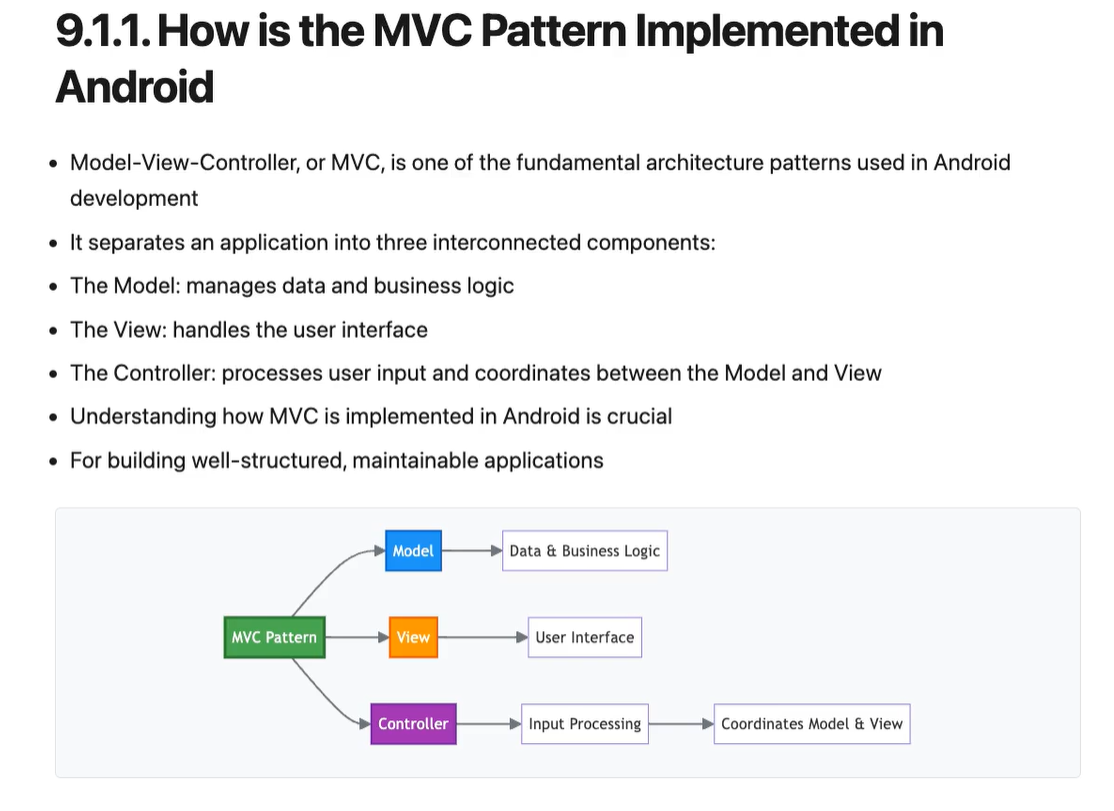 9.1.1. How is the MVC Pattern Implemented in
Android
• Model-View-Controller, or MVC, is one of the fundamental architecture patterns used in Android
development
• It separates an application into three interconnected components:
• The Model: manages data and business logic
• The View: handles the user interface
• The Controller: processes user input and coordinates between the Model and View
• Understanding how MVC is implemented in Android is crucial
• For building well-structured, maintainable applications
Model
Data & Business Logic
MVC Pattern
View
User Interface
Controller
Input Processing
Coordinates Model & View